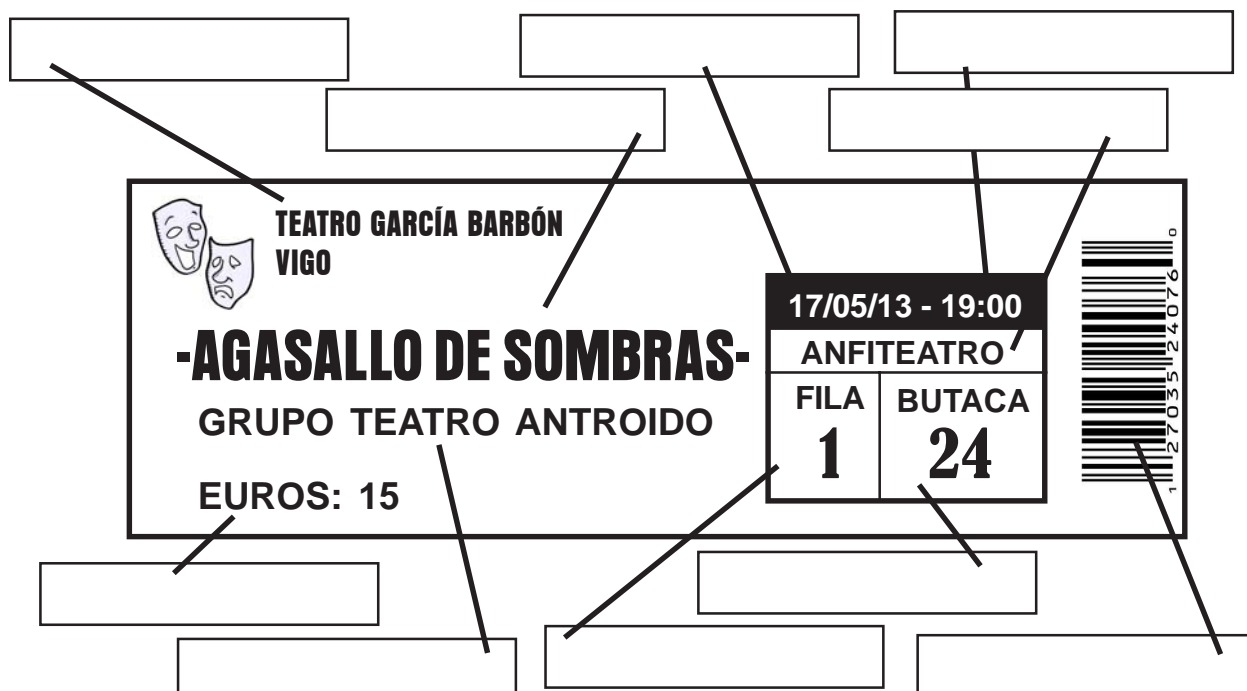 TEATRO GARCÍA BARBÓN
VIGO
-AGASALLO DE SOMBRAS-
GRUPO TEATRO ANTROIDO
EUROS: 15
17/05/13 - 19:00
ANFITEATRO
FILA
1
BUTACA
24
1 27035 24076 0